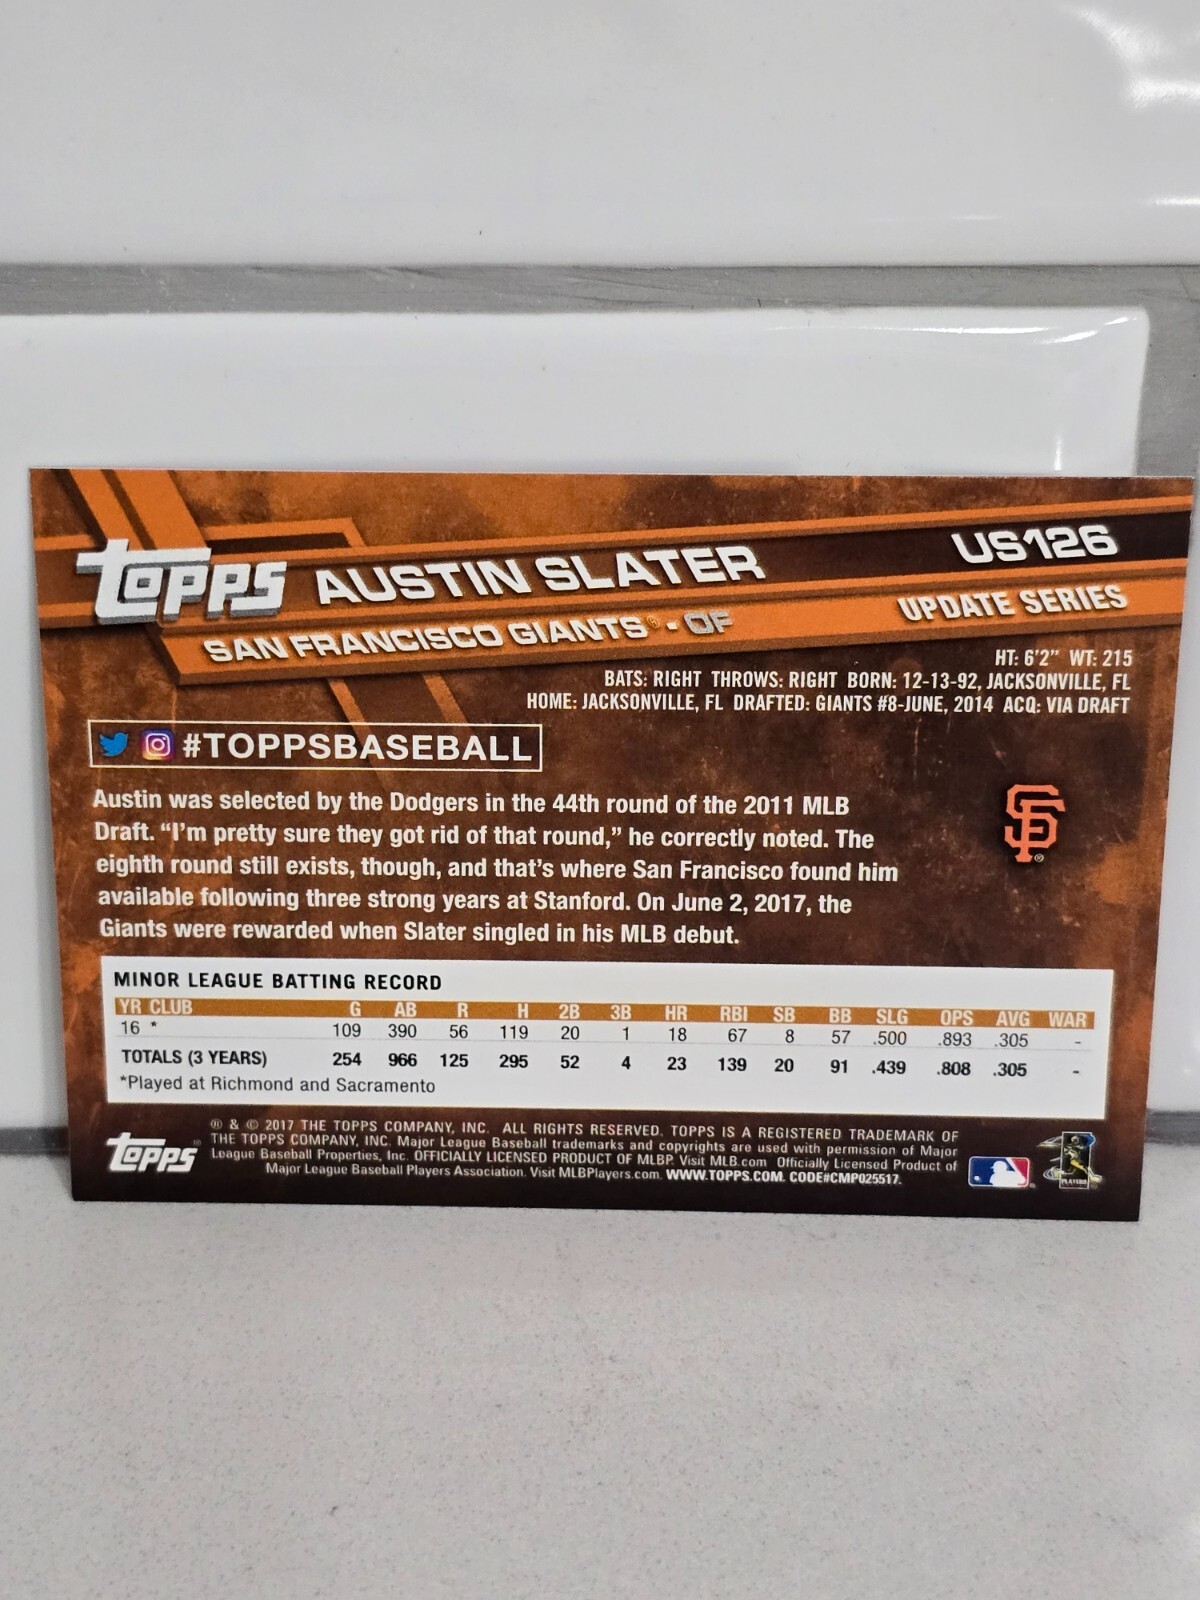 topps AUSTIN SLATER US126
SAN FRANCISCO GIANTS® - OF UPDATE SERIES
HT: 6'2" WT: 215
BATS: RIGHT THROWS: RIGHT BORN: 12-13-92, JACKSONVILLE, FL
HOME: JACKSONVILLE, FL DRAFTED: GIANTS #8-JUNE, 2014 ACQ: VIA DRAFT
#TOPPSBASEBALL
Austin was selected by the Dodgers in the 44th round of the 2011 MLB
Draft. “I’m pretty sure they got rid of that round,” he correctly noted. The
eighth round still exists, though, and that’s where San Francisco found him
available following three strong years at Stanford. On June 2, 2017, the
Giants were rewarded when Slater singled in his MLB debut.
SF®
MINOR LEAGUE BATTING RECORD
YR CLUB G AB R H 2B 3B HR RBI SB BB SLG OPS AVG WAR
16 * 109 390 56 119 20 1 18 67 8 57 .500 .893 .305 -
TOTALS (3 YEARS) 254 966 125 295 52 4 23 139 20 91 .439 .808 .305 -
*Played at Richmond and Sacramento
® & © 2017 THE TOPPS COMPANY, INC. ALL RIGHTS RESERVED. TOPPS IS A REGISTERED TRADEMARK OF
THE TOPPS COMPANY, INC. Major League Baseball trademarks and copyrights are used with permission of Major
League Baseball Properties, Inc. OFFICIALLY LICENSED PRODUCT OF MLBP. Visit MLB.com Officially Licensed Product of
Major League Baseball Players Association. Visit MLBPlayers.com. WWW.TOPPS.COM. CODE#CMP025517.
topps®
PLAYERS